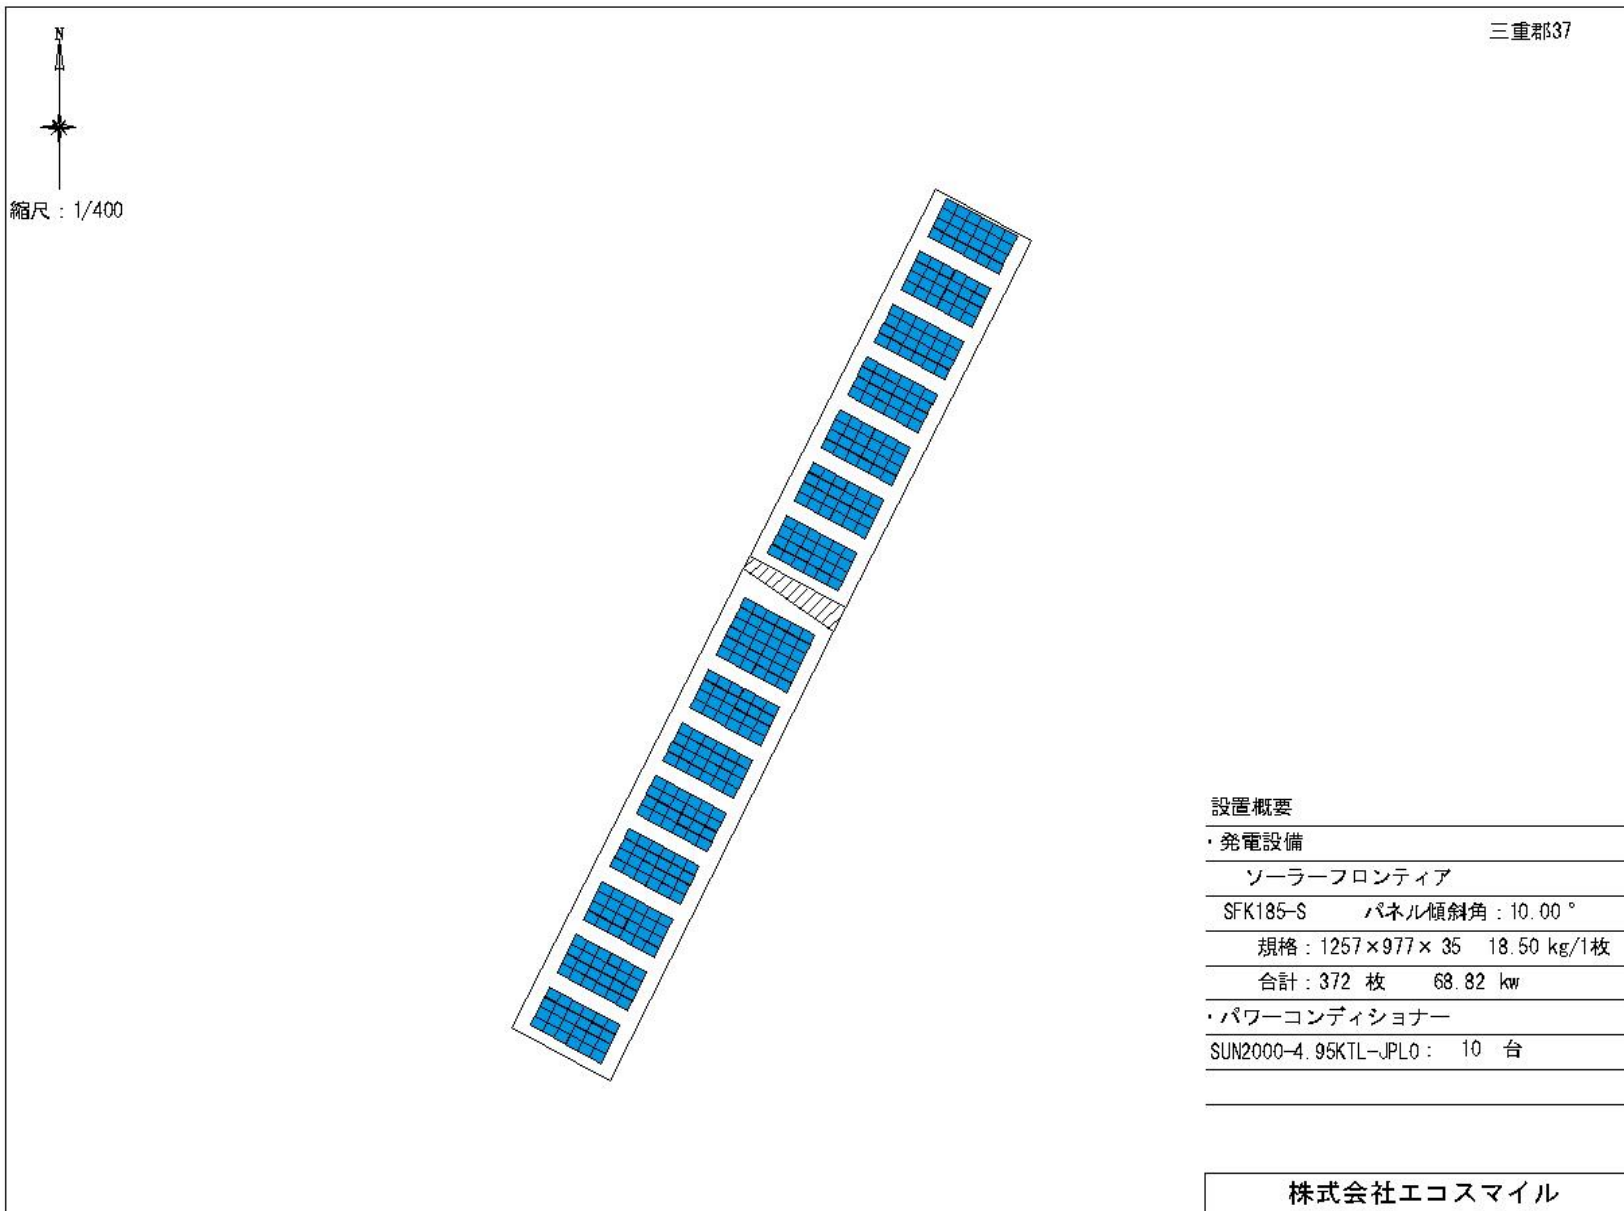 三重郡37
N
縮尺：1/400
設置概要
・発電設備
ソーラーフロンティア
SFK185-S パネル傾斜角：10.00°
規格：1257×977× 35 18.50 kg/1枚
合計：372 枚 68.82 kw
・パワーコンディショナー
SUN2000-4.95KTL-JPL0： 10 台
株式会社エコスマイル